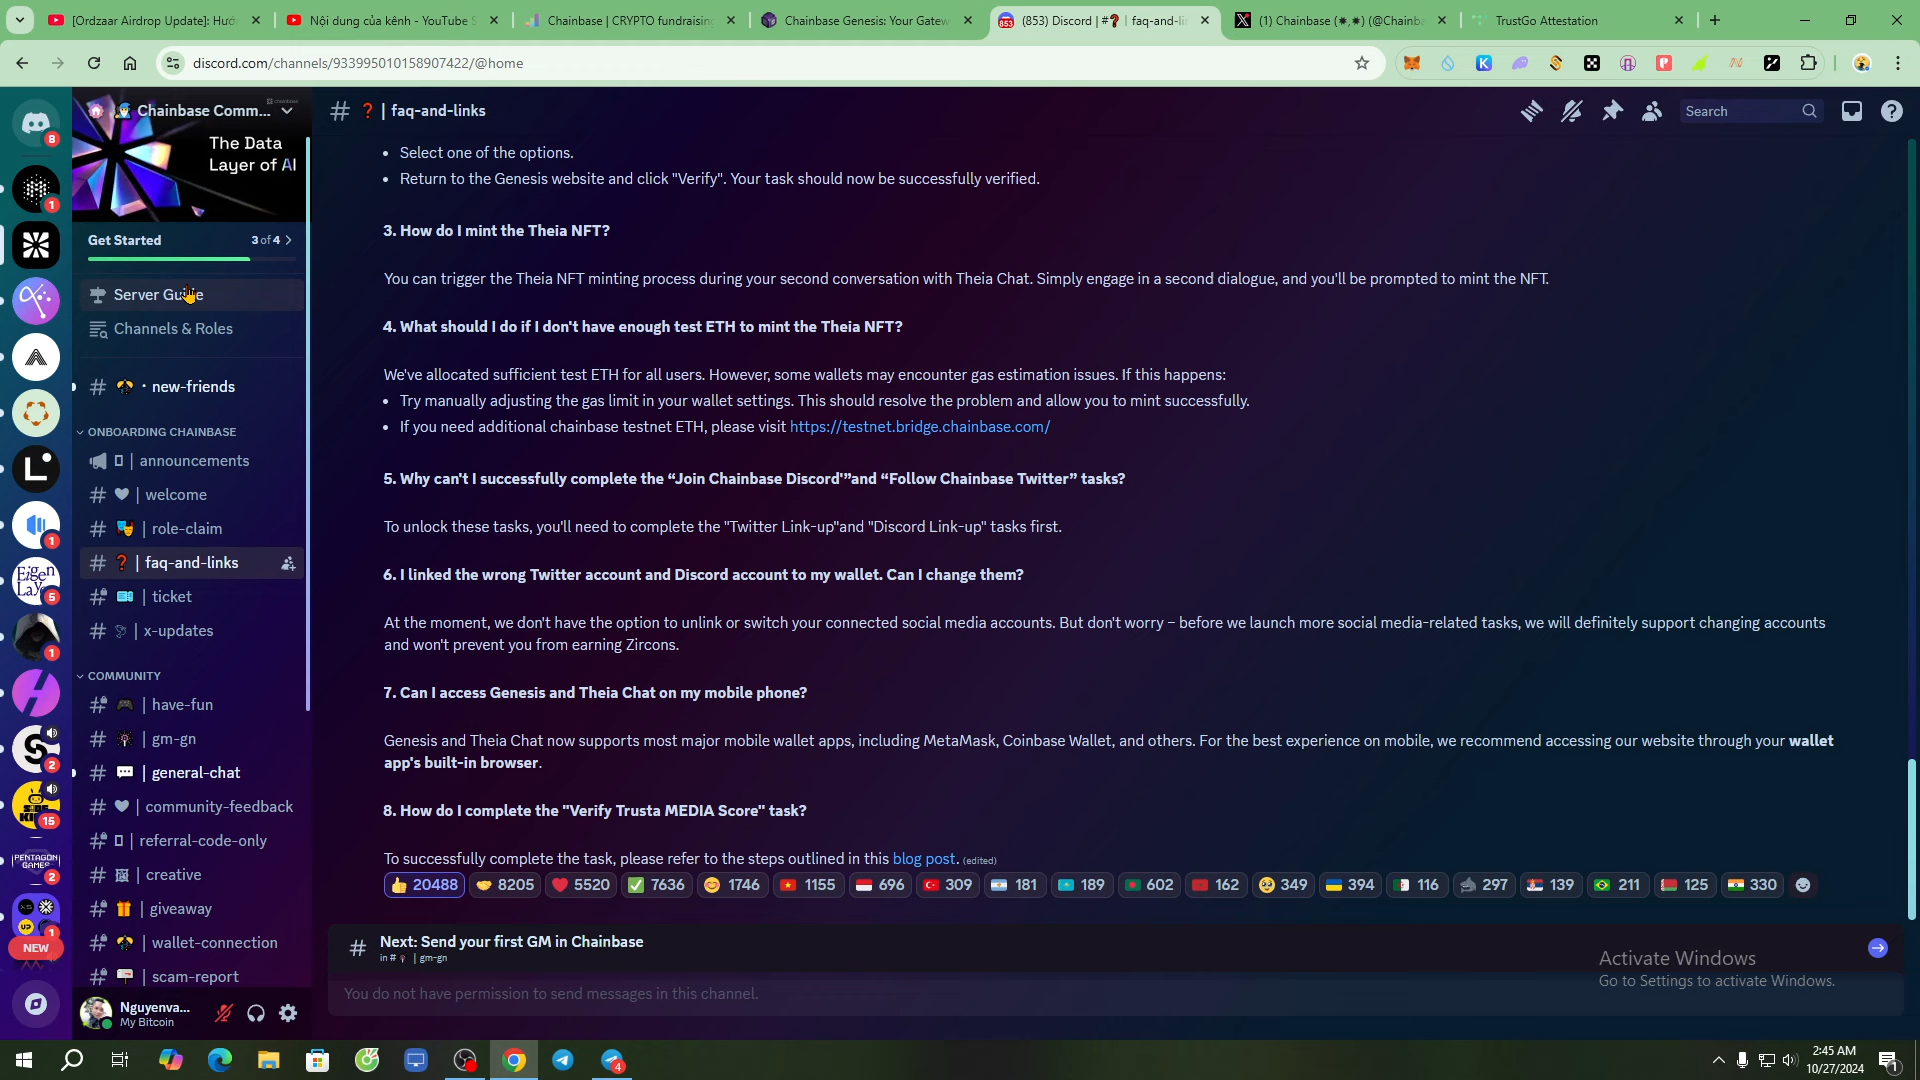 [Ordzaar Airdrop Update]: Hướ
Nội dung của kênh - YouTube S
Chainbase | CRYPTO fundraisin
Chainbase Genesis: Your Gatew
(853) Discord | #❓ | faq-and-li
(1) Chainbase (✷,✷) (@Chainba
TrustGo Attestation
discord.com/channels/933995010158907422/@home
Chainbase Comm...
The Data
Layer of AI
❓ | faq-and-links
Search
Get Started
3 of 4
Server Guide
Channels & Roles
new-friends
ONBOARDING CHAINBASE
| announcements
| welcome
| role-claim
❓ | faq-and-links
| ticket
| x-updates
COMMUNITY
| have-fun
| gm-gn
| general-chat
| community-feedback
| referral-code-only
| creative
| giveaway
| wallet-connection
| scam-report
Nguyenva...
My Bitcoin
NEW
• Select one of the options.
• Return to the Genesis website and click "Verify". Your task should now be successfully verified.
3. How do I mint the Theia NFT?
You can trigger the Theia NFT minting process during your second conversation with Theia Chat. Simply engage in a second dialogue, and you'll be prompted to mint the NFT.
4. What should I do if I don't have enough test ETH to mint the Theia NFT?
We've allocated sufficient test ETH for all users. However, some wallets may encounter gas estimation issues. If this happens:
• Try manually adjusting the gas limit in your wallet settings. This should resolve the problem and allow you to mint successfully.
• If you need additional chainbase testnet ETH, please visit https://testnet.bridge.chainbase.com/
5. Why can't I successfully complete the “Join Chainbase Discord'”and “Follow Chainbase Twitter” tasks?
To unlock these tasks, you'll need to complete the "Twitter Link-up"and "Discord Link-up" tasks first.
6. I linked the wrong Twitter account and Discord account to my wallet. Can I change them?
At the moment, we don't have the option to unlink or switch your connected social media accounts. But don't worry – before we launch more social media-related tasks, we will definitely support changing accounts
and won't prevent you from earning Zircons.
7. Can I access Genesis and Theia Chat on my mobile phone?
Genesis and Theia Chat now supports most major mobile wallet apps, including MetaMask, Coinbase Wallet, and others. For the best experience on mobile, we recommend accessing our website through your wallet
app's built-in browser.
8. How do I complete the "Verify Trusta MEDIA Score" task?
To successfully complete the task, please refer to the steps outlined in this blog post. (edited)
20488 8205 5520 7636 1746 1155 696 309 181 189 602 162 349 394 116 297 139 211 125 330
Next: Send your first GM in Chainbase
in # | gm-gn
You do not have permission to send messages in this channel.
Activate Windows
Go to Settings to activate Windows.
2:45 AM
10/27/2024